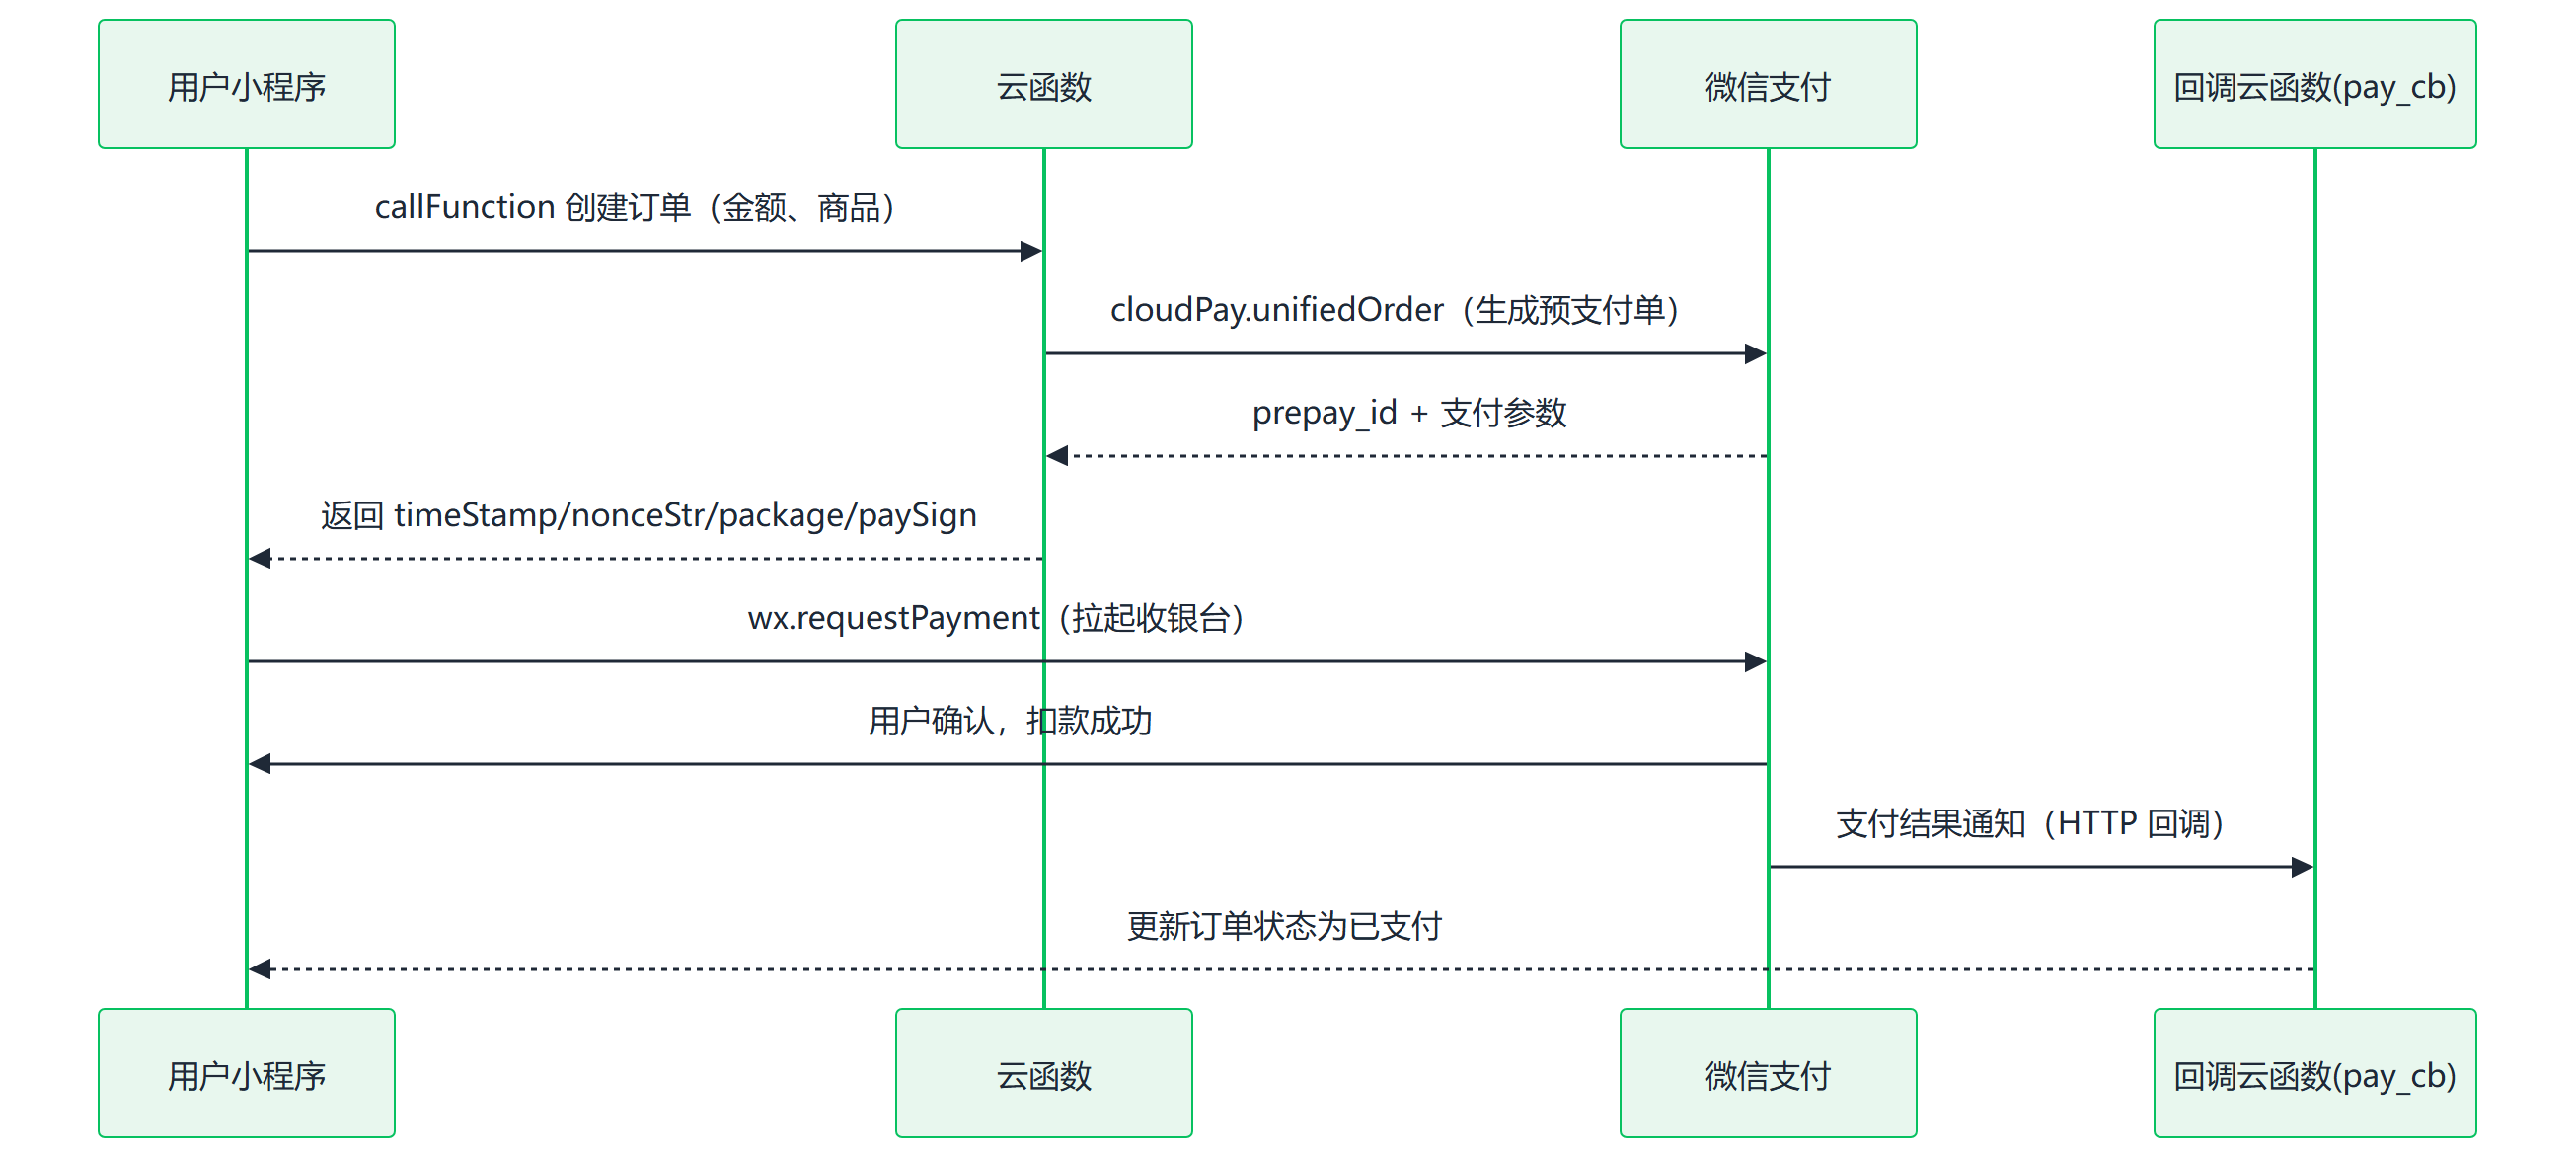 用户小程序
云函数
微信支付
回调云函数(pay_cb)
callFunction 创建订单（金额、商品）
cloudPay.unifiedOrder（生成预支付单）
prepay_id + 支付参数
返回 timeStamp/nonceStr/package/paySign
wx.requestPayment（拉起收银台）
用户确认，扣款成功
支付结果通知（HTTP 回调）
更新订单状态为已支付
用户小程序
云函数
微信支付
回调云函数(pay_cb)